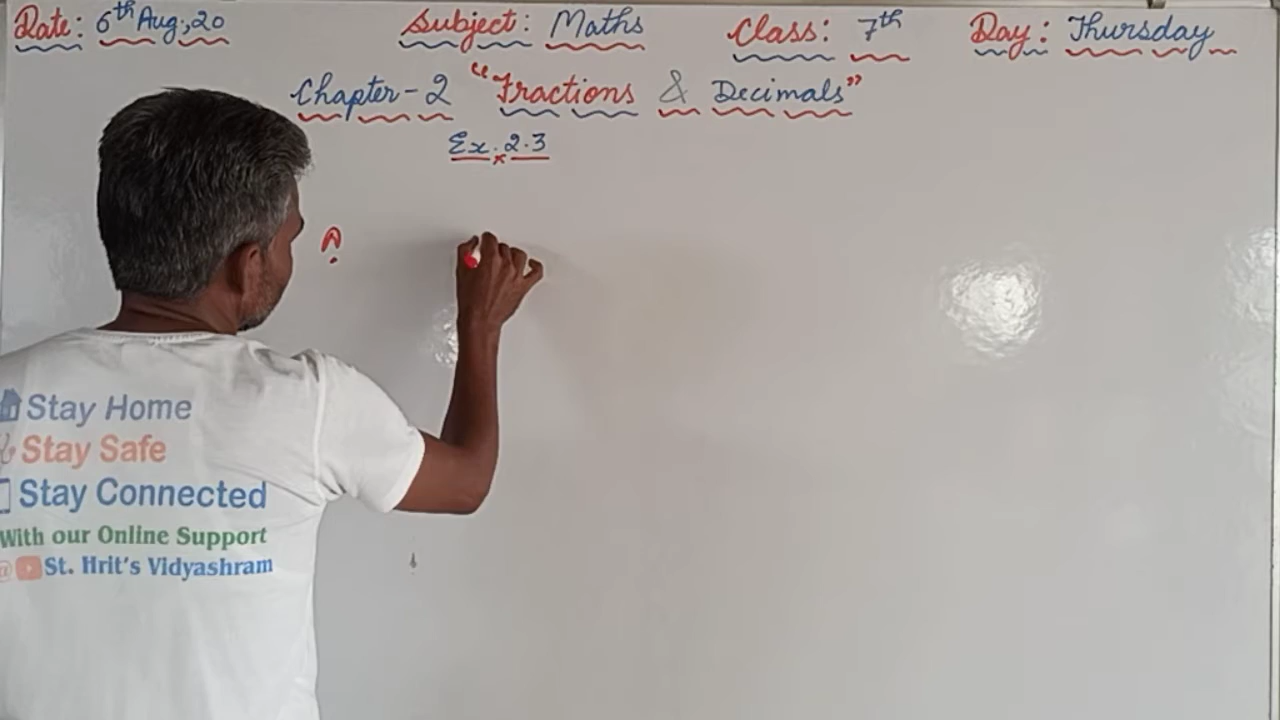 Date: 6th Aug, 20 Subject: Maths Class: 7th Day: Thursday
Chapter-2 "Fractions & Decimals"
Ex. 2.3
Stay Home
Stay Safe
Stay Connected
With our Online Support
@ St. Hrit's Vidyashram